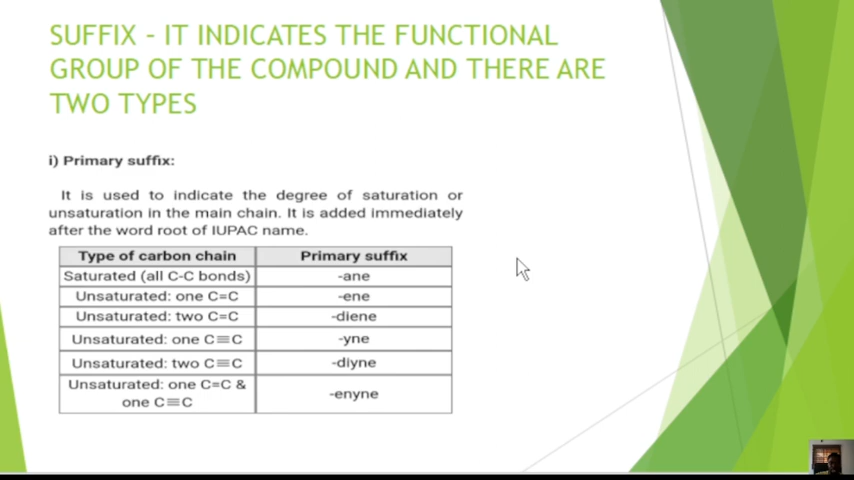 SUFFIX – IT INDICATES THE FUNCTIONAL
GROUP OF THE COMPOUND AND THERE ARE
TWO TYPES
i) Primary suffix:
It is used to indicate the degree of saturation or
unsaturation in the main chain. It is added immediately
after the word root of IUPAC name.
Type of carbon chain Primary suffix
Saturated (all C-C bonds) -ane
Unsaturated: one C=C -ene
Unsaturated: two C=C -diene
Unsaturated: one C≡C -yne
Unsaturated: two C≡C -diyne
Unsaturated: one C=C &
one C≡C -enyne